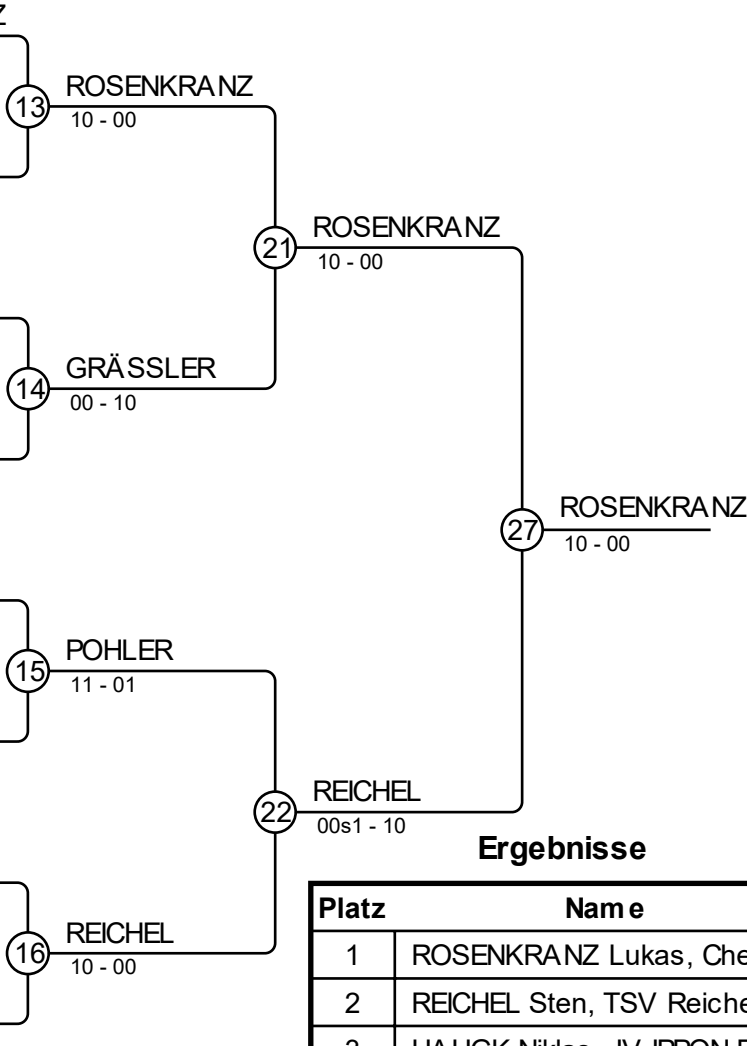 13
ROSENKRANZ
10 - 00
21
ROSENKRANZ
10 - 00
14
GRÄSSLER
00 - 10
27
ROSENKRANZ
10 - 00
15
POHLER
11 - 01
22
REICHEL
00s1 - 10
16
REICHEL
10 - 00
Ergebnisse
Platz Name
1 ROSENKRANZ Lukas, Che
2 REICHEL Sten, TSV Reiche